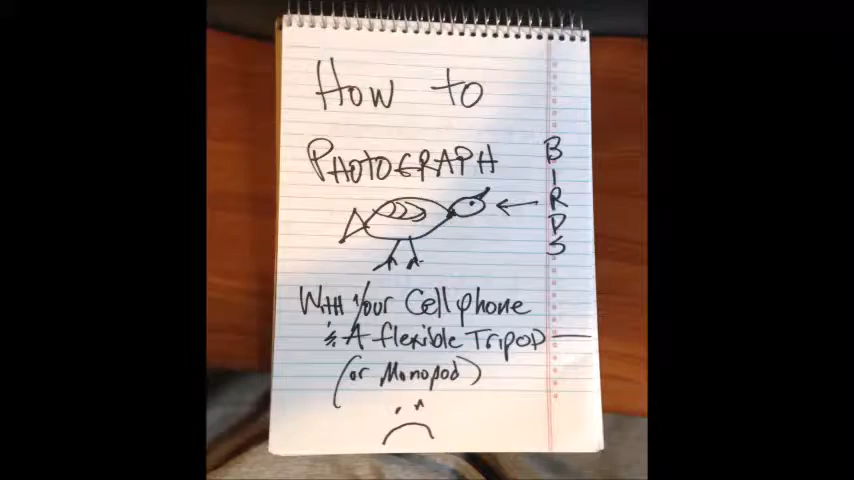 How to
PHOTOGRAPH
BIRDS
With Your Cellphone
& A flexible Tripod —
(or Monopod)